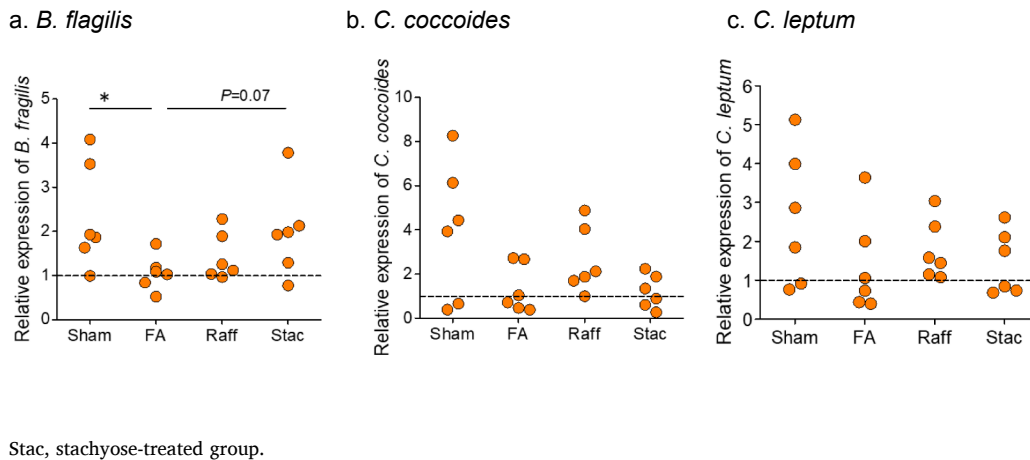 a. B. flagilis
b. C. coccoides
c. C. leptum
Relative expression of B. fragilis
5
4
3
2
1
0
*
P=0.07
Sham FA Raff Stac
Relative expression of C. coccoides
10
8
6
4
2
0
Sham FA Raff Stac
Relative expression of C. leptum
6
5
4
3
2
1
0
Sham FA Raff Stac
Stac, stachyose-treated group.